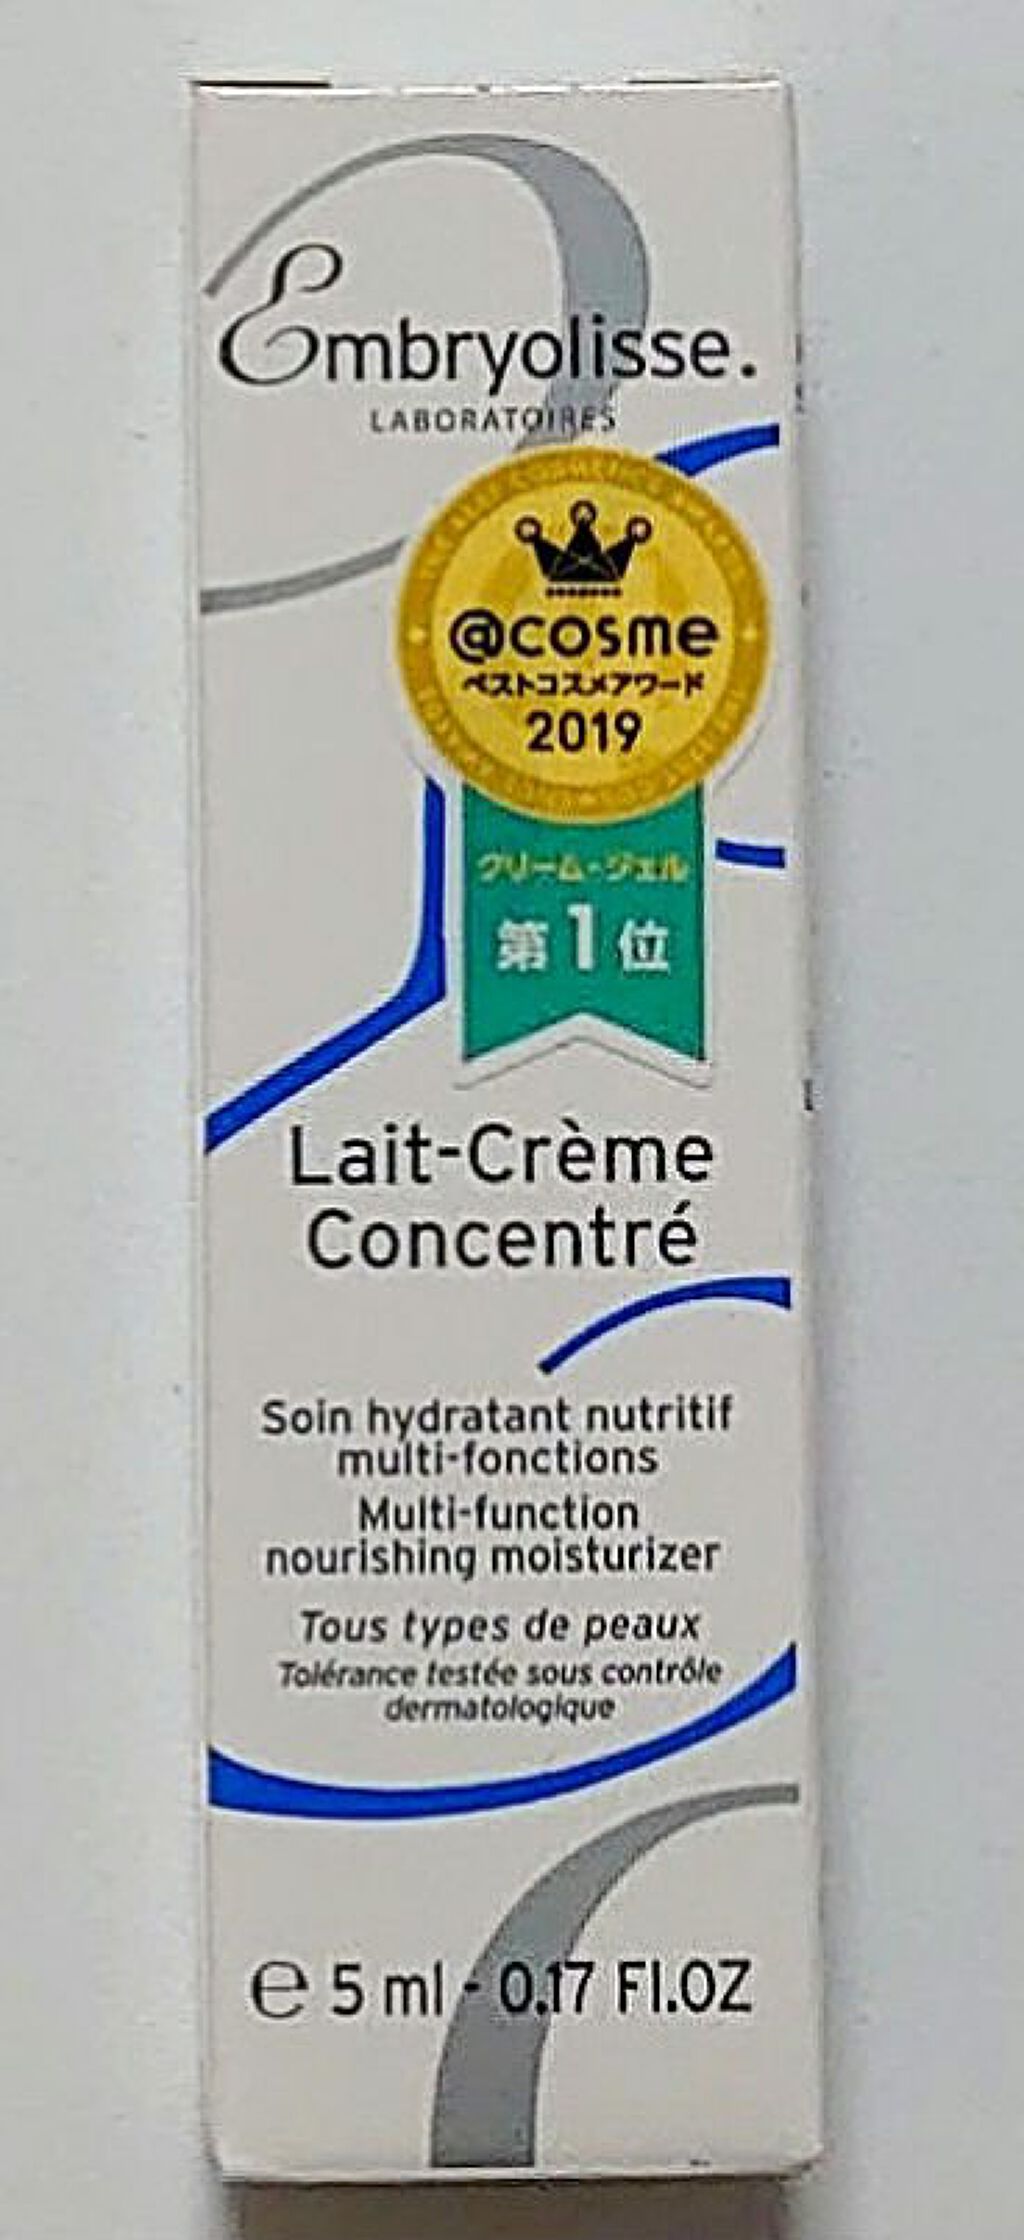 Embryolisse.
LABORATOIRES
@cosme
ベストコスメアワード
2019
クリーム・ジェル
第1位
Lait-Crème
Concentré
Soin hydratant nutritif
multi-fonctions
Multi-function
nourishing moisturizer
Tous types de peaux
Tolérance testée sous contrôle
dermatologique
℮ 5 ml - 0.17 Fl.OZ